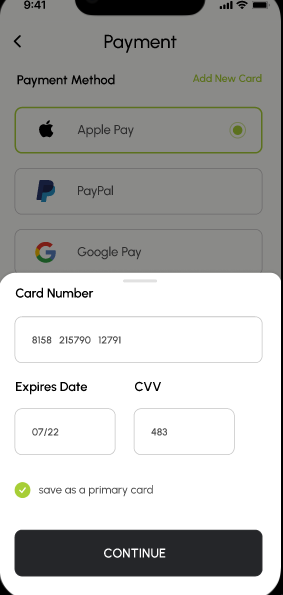 9:41
Payment
Payment Method Add New Card
Apple Pay
PayPal
Google Pay
Card Number
8158 215790 12791
Expires Date CVV
07/22 483
save as a primary card
CONTINUE